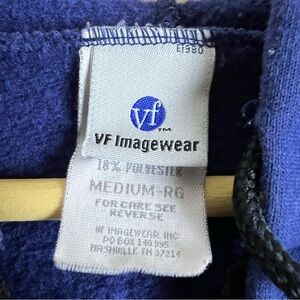 E1980
vf TM
VF Imagewear
18% POLYESTER
MEDIUM-RG
FOR CARE SEE
REVERSE
VF IMAGEWEAR, INC
PO BOX 140995
NASHVILLE TN 37214